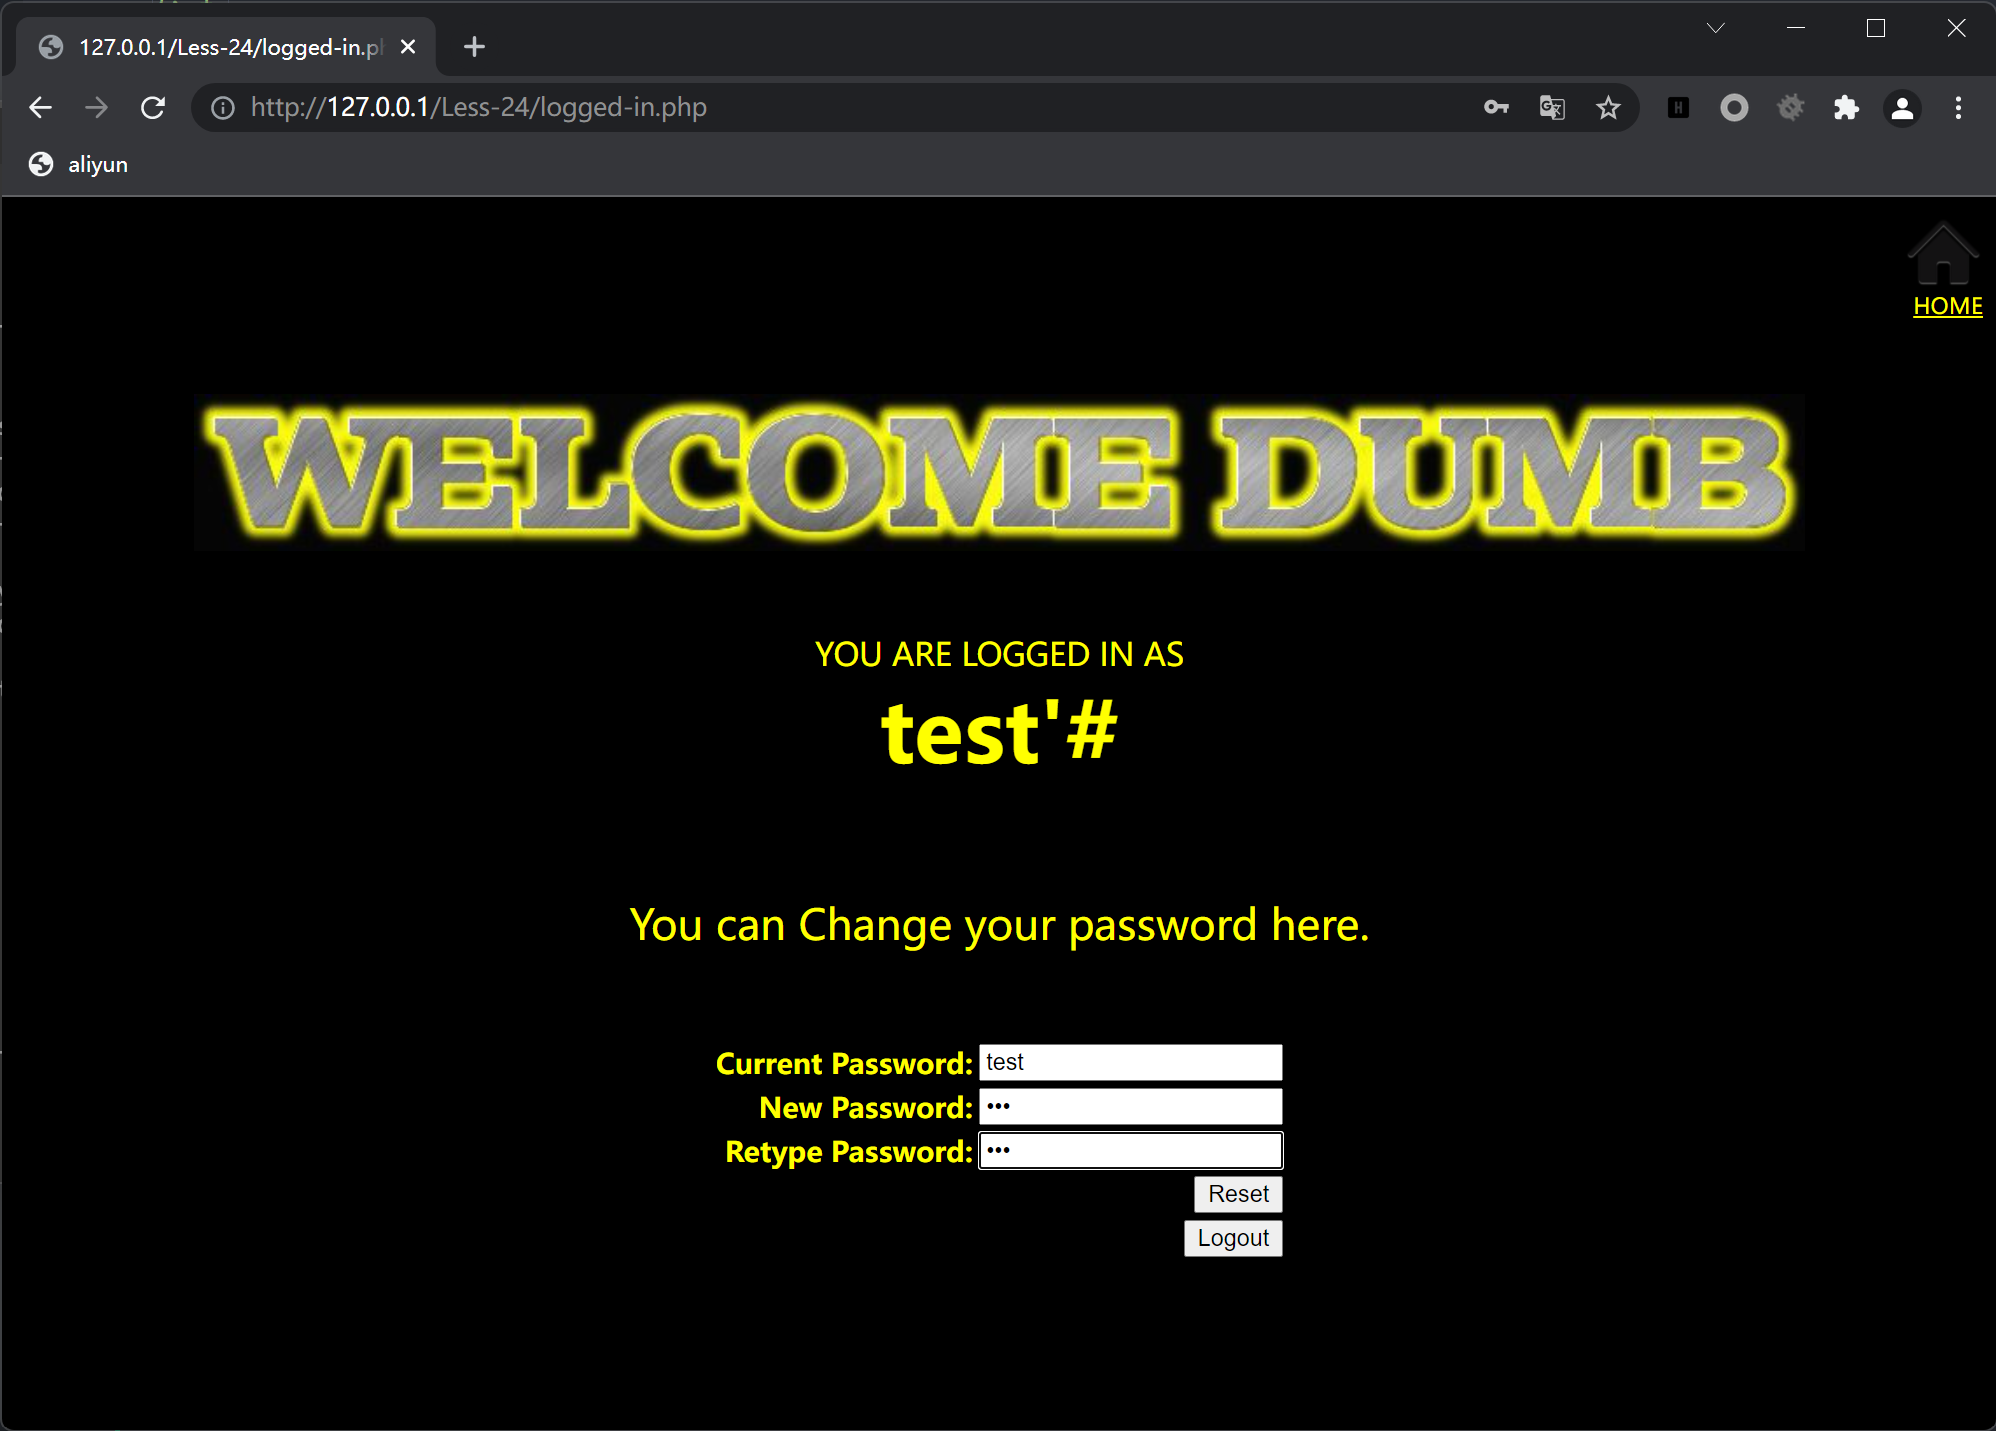 127.0.0.1/Less-24/logged-in.ph
http://127.0.0.1/Less-24/logged-in.php
aliyun
HOME
WELCOME DUMB
YOU ARE LOGGED IN AS
test'#
You can Change your password here.
Current Password: test
New Password: •••
Retype Password: •••
Reset
Logout